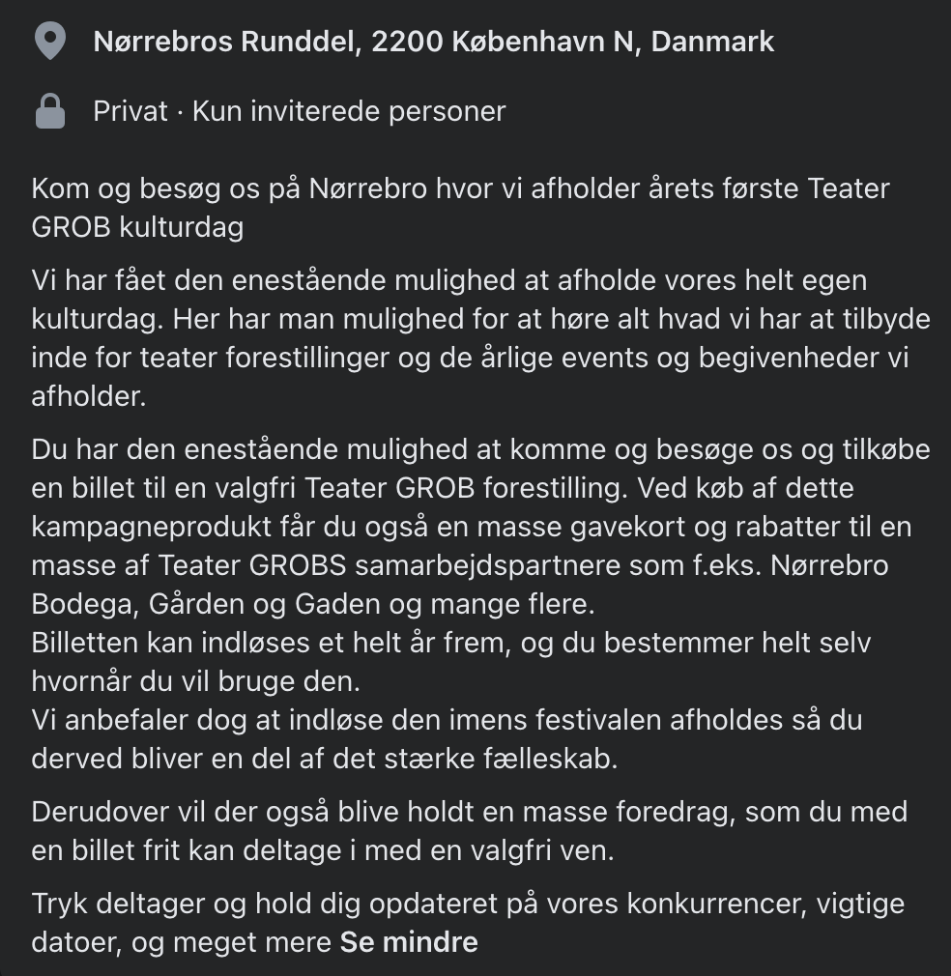 Nørrebros Runddel, 2200 København N, Danmark
Privat · Kun inviterede personer
Kom og besøg os på Nørrebro hvor vi afholder årets første Teater
GROB kulturdag
Vi har fået den enestående mulighed at afholde vores helt egen
kulturdag. Her har man mulighed for at høre alt hvad vi har at tilbyde
inde for teater forestillinger og de årlige events og begivenheder vi
afholder.
Du har den enestående mulighed at komme og besøge os og tilkøbe
en billet til en valgfri Teater GROB forestilling. Ved køb af dette
kampagneprodukt får du også en masse gavekort og rabatter til en
masse af Teater GROBS samarbejdspartnere som f.eks. Nørrebro
Bodega, Gården og Gaden og mange flere.
Billetten kan indløses et helt år frem, og du bestemmer helt selv
hvornår du vil bruge den.
Vi anbefaler dog at indløse den imens festivalen afholdes så du
derved bliver en del af det stærke fælleskab.
Derudover vil der også blive holdt en masse foredrag, som du med
en billet frit kan deltage i med en valgfri ven.
Tryk deltager og hold dig opdateret på vores konkurrencer, vigtige
datoer, og meget mere Se mindre